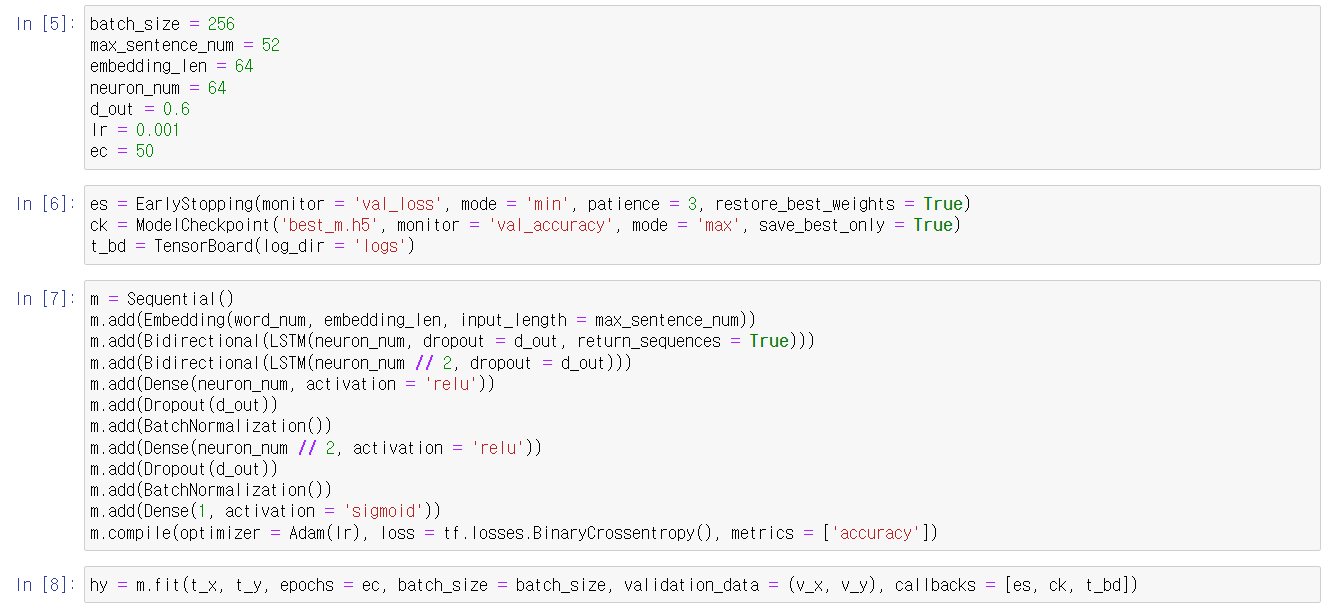 In [5]:
batch_size = 256
max_sentence_num = 52
embedding_len = 64
neuron_num = 64
d_out = 0.6
lr = 0.001
ec = 50
In [6]:
es = EarlyStopping(monitor = 'val_loss', mode = 'min', patience = 3, restore_best_weights = True)
ck = ModelCheckpoint('best_m.h5', monitor = 'val_accuracy', mode = 'max', save_best_only = True)
t_bd = TensorBoard(log_dir = 'logs')
In [7]:
m = Sequential()
m.add(Embedding(word_num, embedding_len, input_length = max_sentence_num))
m.add(Bidirectional(LSTM(neuron_num, dropout = d_out, return_sequences = True)))
m.add(Bidirectional(LSTM(neuron_num // 2, dropout = d_out)))
m.add(Dense(neuron_num, activation = 'relu'))
m.add(Dropout(d_out))
m.add(BatchNormalization())
m.add(Dense(neuron_num // 2, activation = 'relu'))
m.add(Dropout(d_out))
m.add(BatchNormalization())
m.add(Dense(1, activation = 'sigmoid'))
m.compile(optimizer = Adam(lr), loss = tf.losses.BinaryCrossentropy(), metrics = ['accuracy'])
In [8]:
hy = m.fit(t_x, t_y, epochs = ec, batch_size = batch_size, validation_data = (v_x, v_y), callbacks = [es, ck, t_bd])